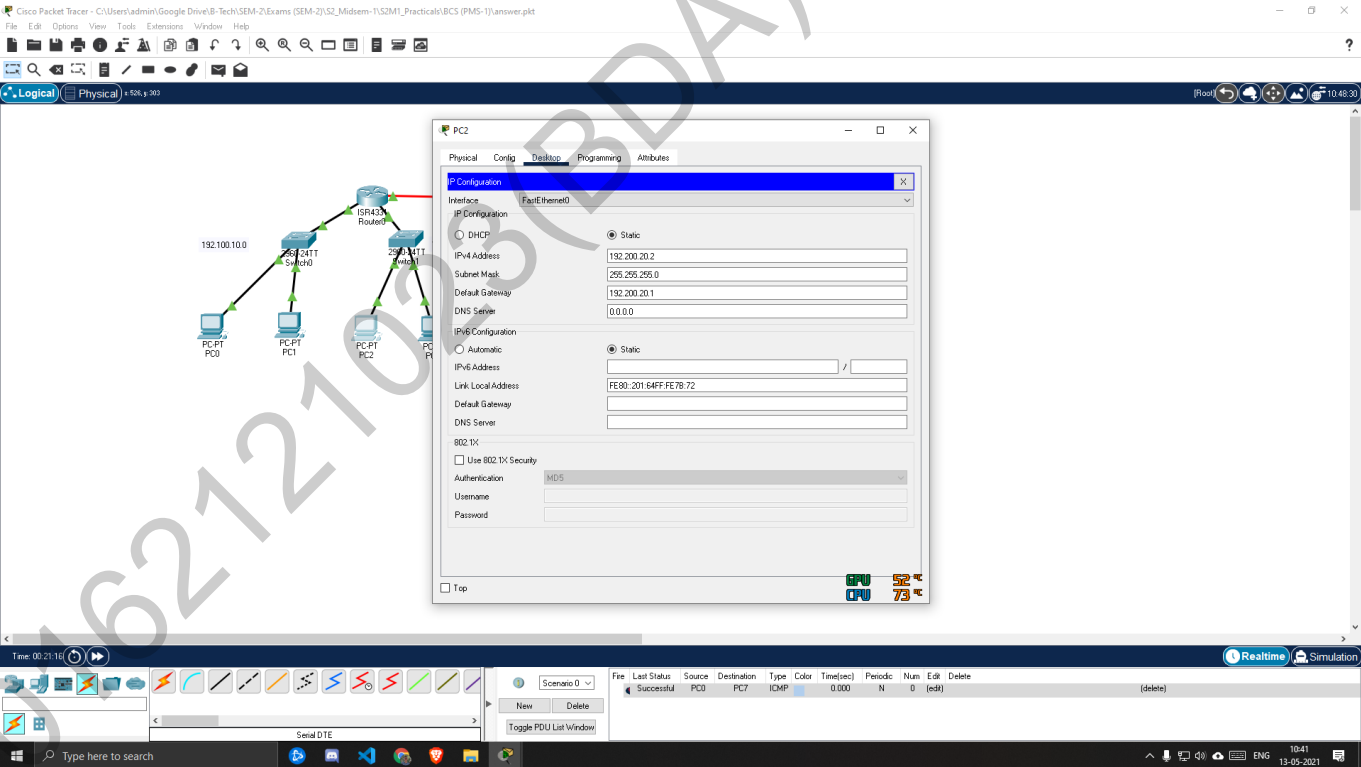 Cisco Packet Tracer - C:\Users\admin\Google Drive\B-Tech\SEM-2\Exams (SEM-2)\S2_Midsem-1\S2M1_Practicals\BCS (PMS-1)\answer.pkt
File Edit Options View Tools Extensions Window Help
?
Logical Physical x: 526, y: 303 [Root] 10:48:30
PC2
Physical Config Desktop Programming Attributes
IP Configuration X
Interface FastEthernet0
IP Configuration
DHCP Static
IPv4 Address 192.200.20.2
Subnet Mask 255.255.255.0
Default Gateway 192.200.20.1
DNS Server 0.0.0.0
IPv6 Configuration
Automatic Static
IPv6 Address /
Link Local Address FE80::201:64FF:FE7B:72
Default Gateway
DNS Server
802.1X
Use 802.1X Security
Authentication MD5
Username
Password
Top
GPU 52 °C
CPU 73 °C
ISR4331
Router0
192.100.10.0
2960-24TT
Switch0
2960-24TT
Switch1
PC-PT
PC0
PC-PT
PC1
PC-PT
PC2
216212102 3(BDA)
Time: 00:21:16 Realtime Simulation
Scenario 0
New Delete
Toggle PDU List Window
Serial DTE
Fire Last Status Source Destination Type Color Time(sec) Periodic Num Edit Delete
Successful PC0 PC7 ICMP 0.000 N 0 (edit) (delete)
Type here to search
ENG
10:41
13-05-2021